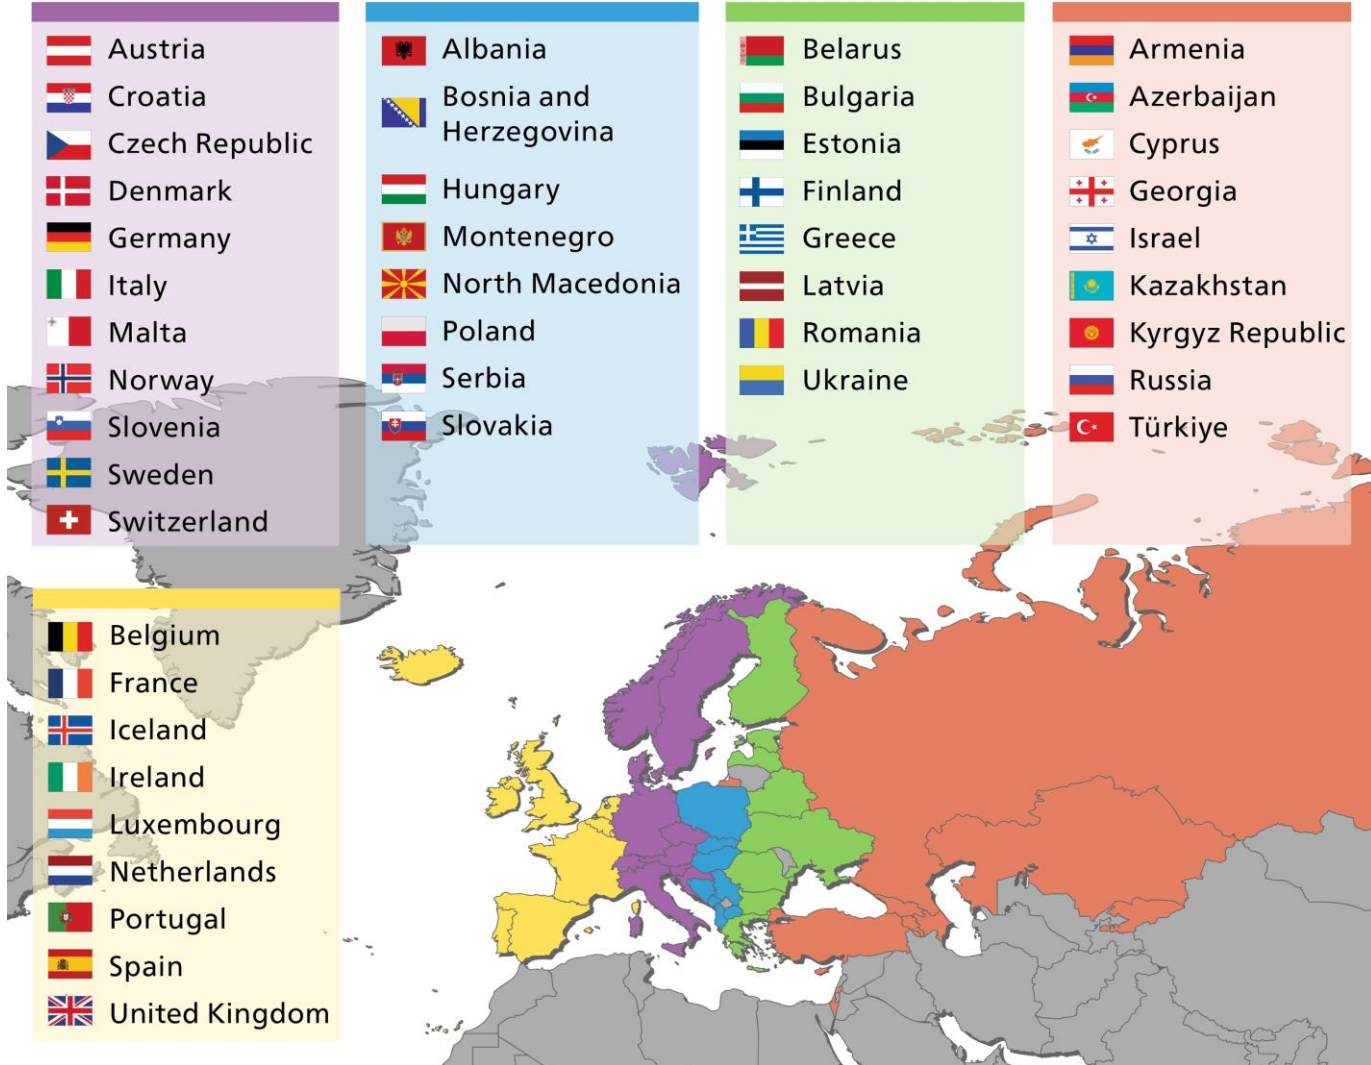 Austria
Croatia
Czech Republic
Denmark
Germany
Italy
Malta
Norway
Slovenia
Sweden
Switzerland
Albania
Bosnia and
Herzegovina
Hungary
Montenegro
North Macedonia
Poland
Serbia
Slovakia
Belarus
Bulgaria
Estonia
Finland
Greece
Latvia
Romania
Ukraine
Armenia
Azerbaijan
Cyprus
Georgia
Israel
Kazakhstan
Kyrgyz Republic
Russia
Türkiye
Belgium
France
Iceland
Ireland
Luxembourg
Netherlands
Portugal
Spain
United Kingdom